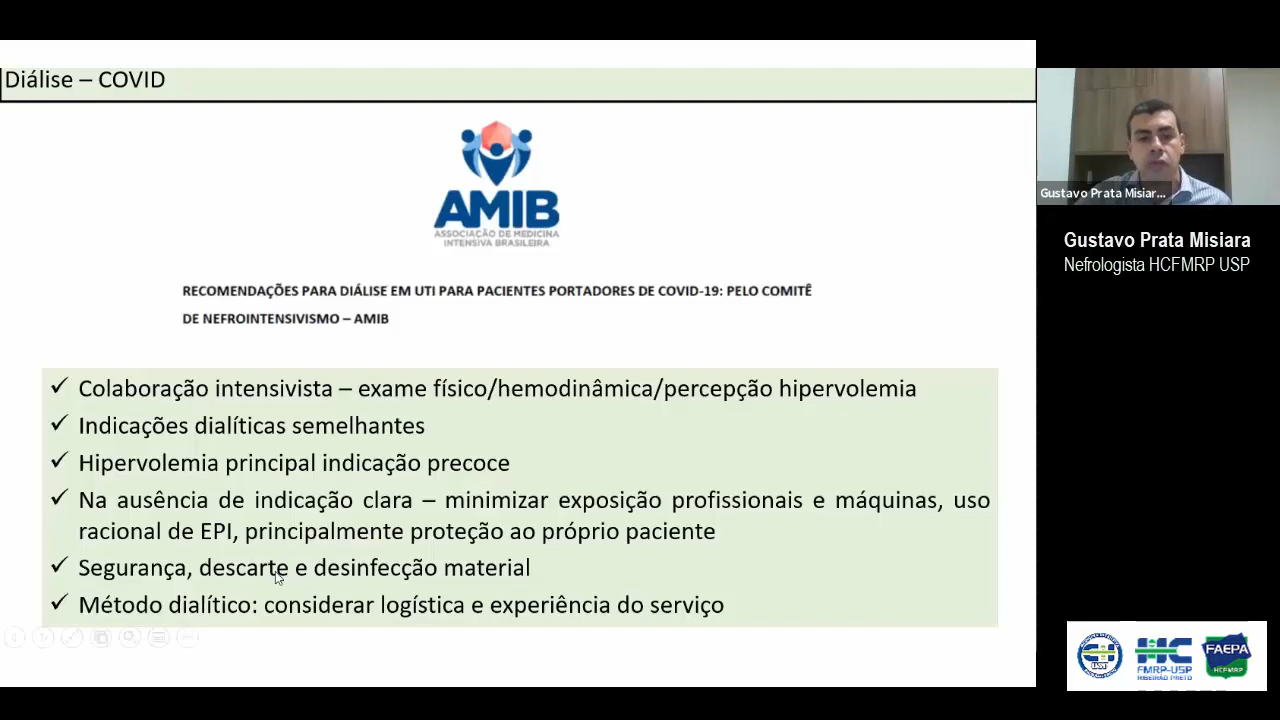 Diálise – COVID
AMIB
ASSOCIAÇÃO DE MEDICINA
INTENSIVA BRASILEIRA
RECOMENDAÇÕES PARA DIÁLISE EM UTI PARA PACIENTES PORTADORES DE COVID-19: PELO COMITÊ
DE NEFROINTENSIVISMO – AMIB
✓ Colaboração intensivista – exame físico/hemodinâmica/percepção hipervolemia
✓ Indicações dialíticas semelhantes
✓ Hipervolemia principal indicação precoce
✓ Na ausência de indicação clara – minimizar exposição profissionais e máquinas, uso
racional de EPI, principalmente proteção ao próprio paciente
✓ Segurança, descarte e desinfecção material
✓ Método dialítico: considerar logística e experiência do serviço
Gustavo Prata Misiar...
Gustavo Prata Misiara
Nefrologista HCFMRP USP
HC
FMRP-USP
RIBEIRÃO PRETO
FAEPA
HCFMRP